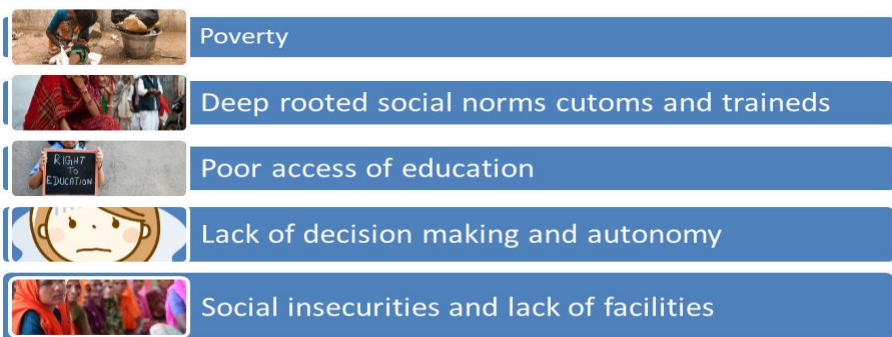 Poverty
Deep rooted social norms cutoms and traineds
RIGHT
TO
EDUCATION
Poor access of education
Lack of decision making and autonomy
Social insecurities and lack of facilities